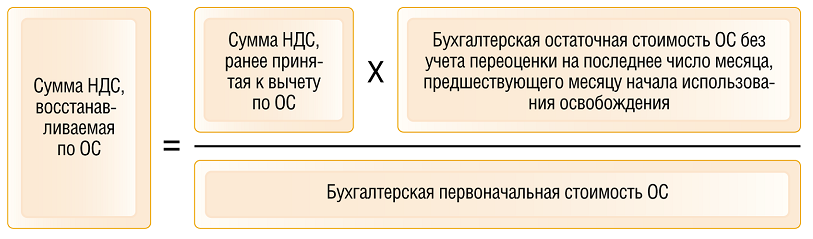 Сумма НДС,
восстанав-
ливаемая
по ОС
=
Сумма НДС,
ранее приня-
тая к вычету
по ОС
X
Бухгалтерская остаточная стоимость ОС без
учета переоценки на последнее число месяца,
предшествующего месяцу начала использова-
ния освобождения
Бухгалтерская первоначальная стоимость ОС